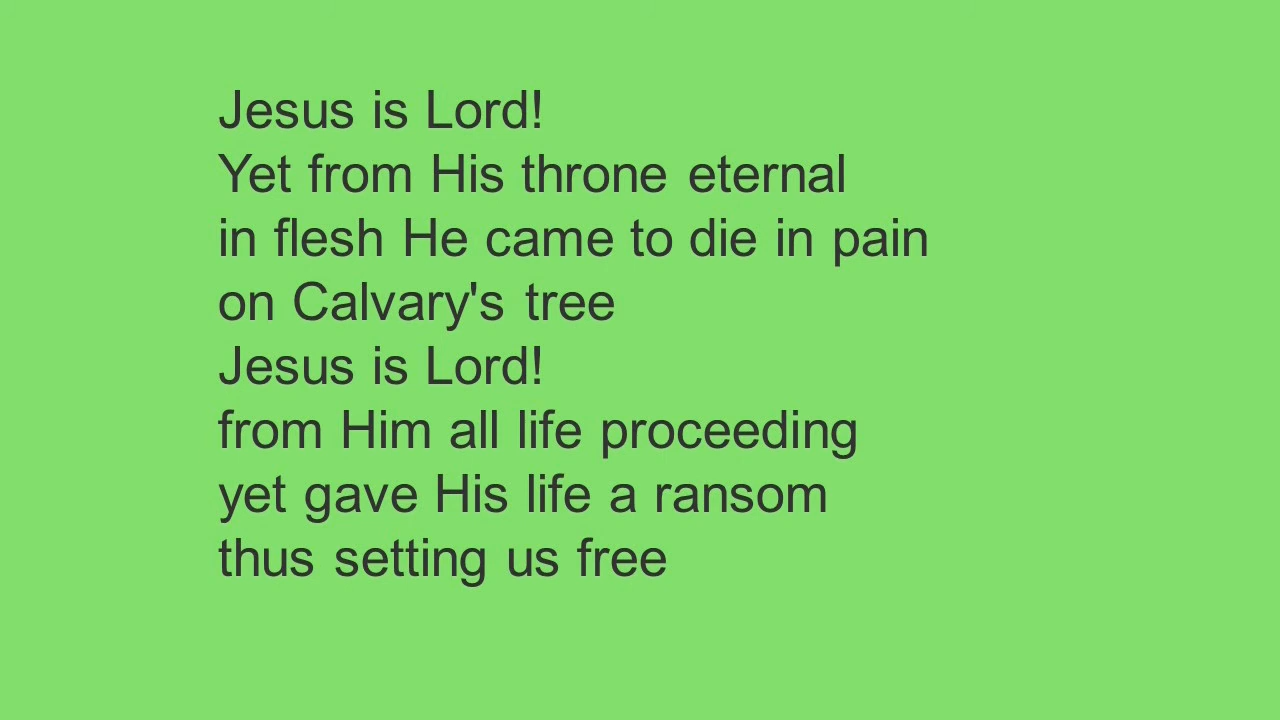 Jesus is Lord!
Yet from His throne eternal
in flesh He came to die in pain
on Calvary's tree
Jesus is Lord!
from Him all life proceeding
yet gave His life a ransom
thus setting us free